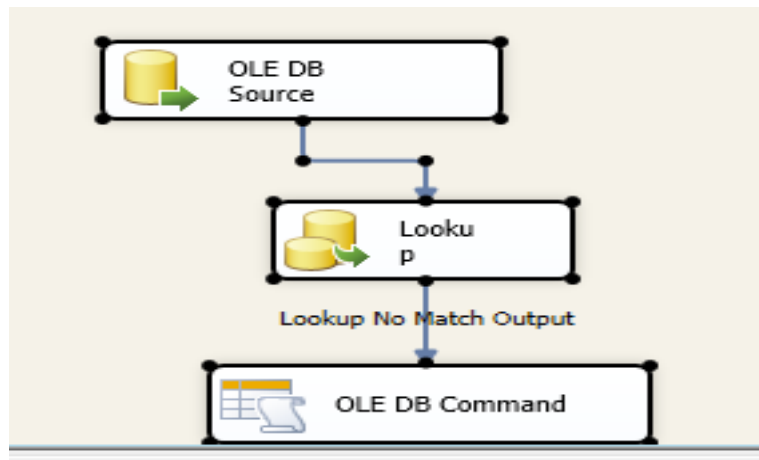 OLE DB
Source
Looku
p
Lookup No Match Output
OLE DB Command